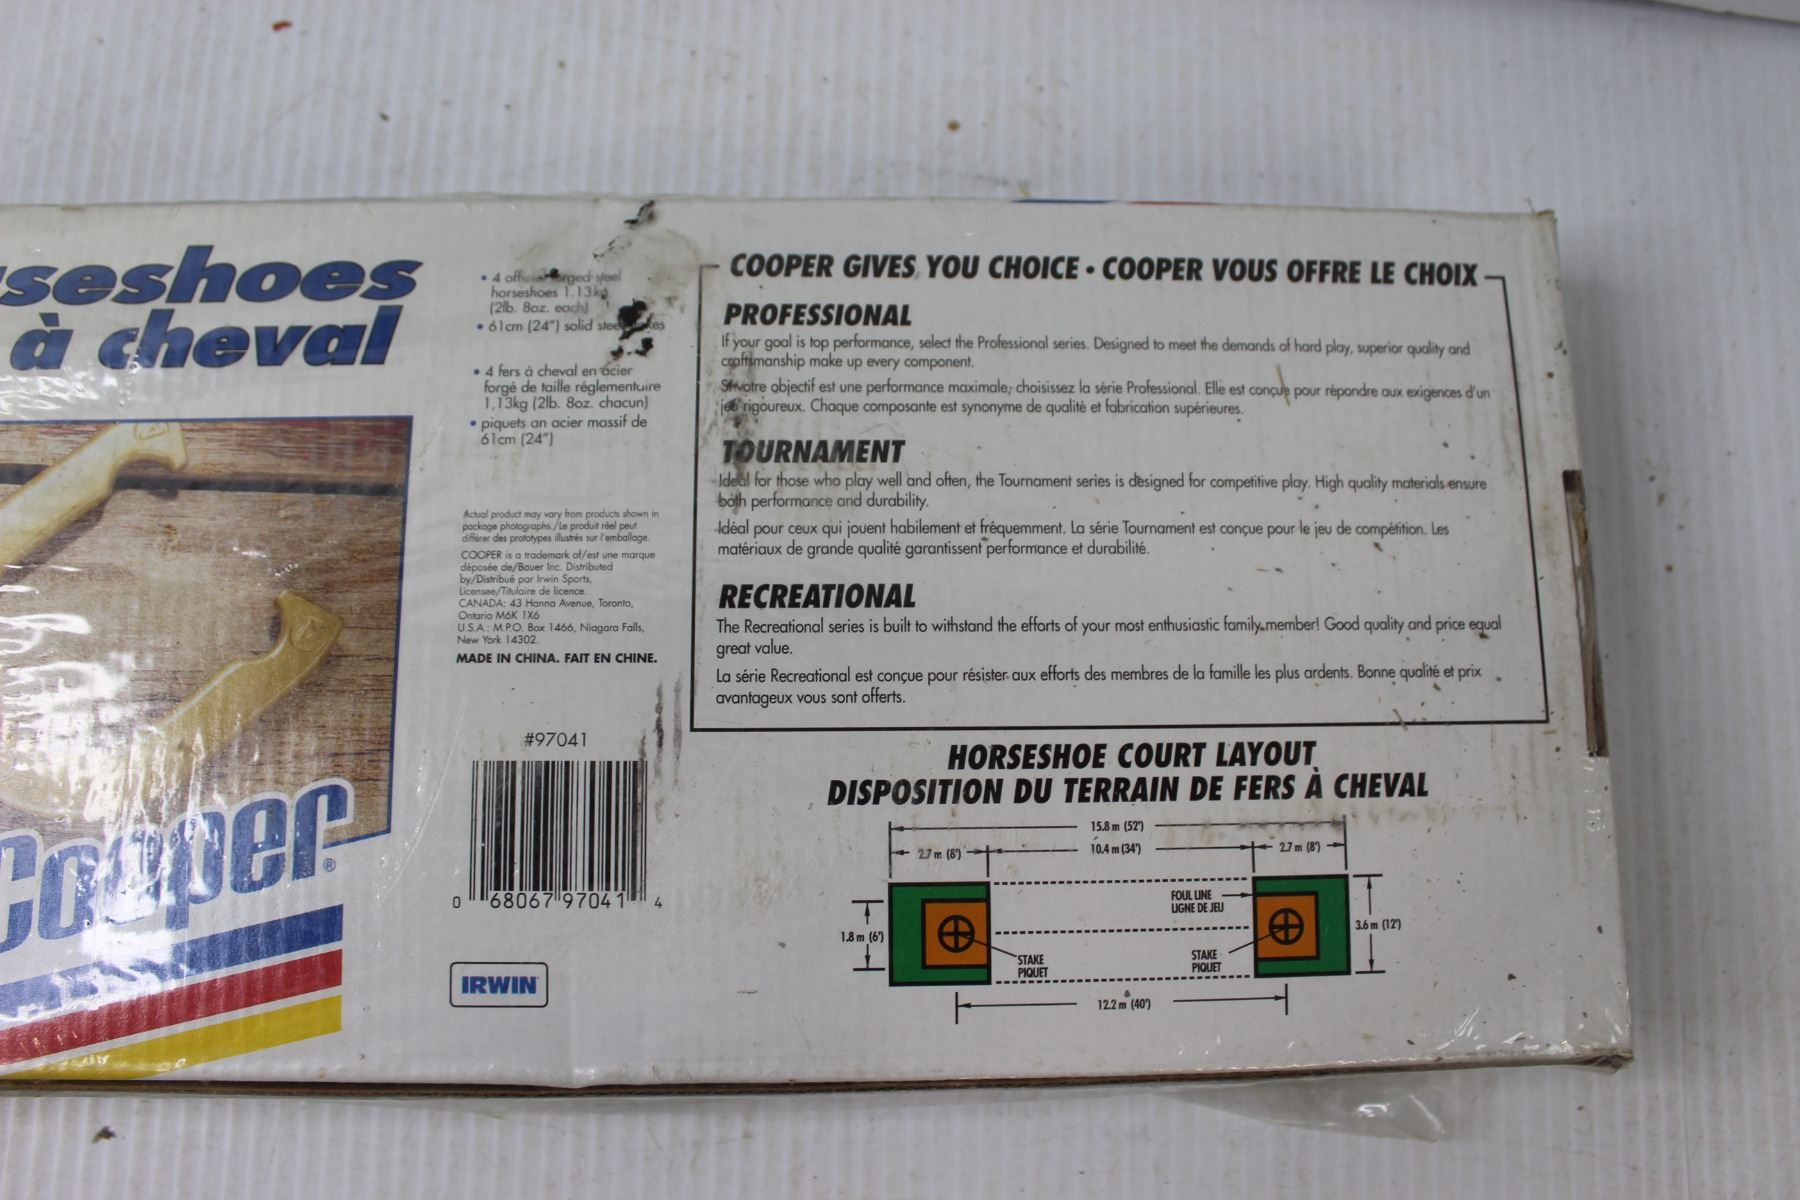 seshoes
à cheval
Cooper®
• 4 official forged steel
horseshoes 1.13kg
(2lb. 8oz. each)
• 61cm (24") solid steel stakes
• 4 fers à cheval en acier
forgé de taille réglementuire
1,13kg (2lb. 8oz. chacun)
• piquets an acier massif de
61cm (24")
Actual product may vary from products shown in
package photographs./Le produit réel peut
différer des prototypes illustrés sur l'emballage.
COOPER is a trademark of/est une marque
déposée de/Bauer Inc. Distributed
by/Distribué par Irwin Sports,
Licensee/Titulaire de licence.
CANADA: 43 Hanna Avenue, Toronto,
Ontario M6K 1X6
U.S.A.: M.P.O. Box 1466, Niagara Falls,
New York 14302.
MADE IN CHINA. FAIT EN CHINE.
#97041
0 68067 97041 4
IRWIN
COOPER GIVES YOU CHOICE • COOPER VOUS OFFRE LE CHOIX
PROFESSIONAL
If your goal is top performance, select the Professional series. Designed to meet the demands of hard play, superior quality and
craftsmanship make up every component.
Si votre objectif est une performance maximale, choisissez la série Professional. Elle est conçue pour répondre aux exigences d'un
jeu rigoureux. Chaque composante est synonyme de qualité et fabrication supérieures.
TOURNAMENT
Ideal for those who play well and often, the Tournament series is designed for competitive play. High quality materials ensure
both performance and durability.
Idéal pour ceux qui jouent habilement et fréquemment. La série Tournament est conçue pour le jeu de compétition. Les
matériaux de grande qualité garantissent performance et durabilité.
RECREATIONAL
The Recreational series is built to withstand the efforts of your most enthusiastic family member! Good quality and price equal
great value.
La série Recreational est conçue pour résister aux efforts des membres de la famille les plus ardents. Bonne qualité et prix
avantageux vous sont offerts.
HORSESHOE COURT LAYOUT
DISPOSITION DU TERRAIN DE FERS À CHEVAL
15.8 m (52')
2.7 m (8') 10.4 m (34') 2.7 m (8')
FOUL LINE
LIGNE DE JEU
1.8 m (6') 3.6 m (12')
STAKE
PIQUET
STAKE
PIQUET
12.2 m (40')